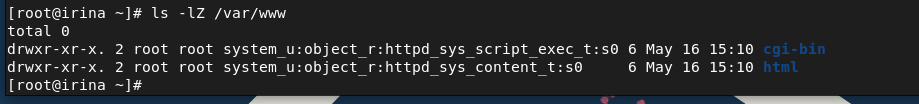 [root@irina ~]# ls -lZ /var/www
total 0
drwxr-xr-x. 2 root root system_u:object_r:httpd_sys_script_exec_t:s0 6 May 16 15:10 cgi-bin
drwxr-xr-x. 2 root root system_u:object_r:httpd_sys_content_t:s0     6 May 16 15:10 html
[root@irina ~]#